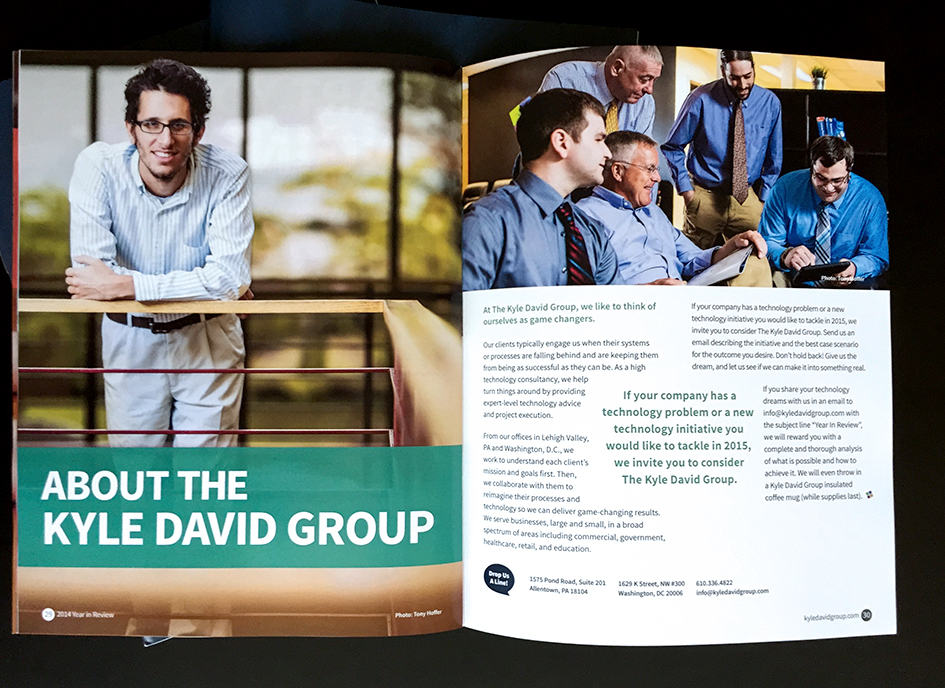 ABOUT THE
KYLE DAVID GROUP
29 2014 Year in Review
Photo: Tony Hoffer
Photo: Tony Hoffer
At The Kyle David Group, we like to think of
ourselves as game changers.
Our clients typically engage us when their systems
or processes are falling behind and are keeping them
from being as successful as they can be. As a high
technology consultancy, we help
turn things around by providing
expert-level technology advice
and project execution.
From our offices in Lehigh Valley,
PA and Washington, D.C., we
work to understand each client's
mission and goals first. Then,
we collaborate with them to
reimagine their processes and
technology so we can deliver game-changing results.
We serve businesses, large and small, in a broad
spectrum of areas including commercial, government,
healthcare, retail, and education.
If your company has a
technology problem or a new
technology initiative you
would like to tackle in 2015,
we invite you to consider
The Kyle David Group.
If your company has a technology problem or a new
technology initiative you would like to tackle in 2015, we
invite you to consider The Kyle David Group. Send us an
email describing the initiative and the best case scenario
for the outcome you desire. Don't hold back! Give us the
dream, and let us see if we can make it into something real.
If you share your technology
dreams with us in an email to
info@kyledavidgroup.com with
the subject line "Year In Review",
we will reward you with a
complete and thorough analysis
of what is possible and how to
achieve it. We will even throw in
a Kyle David Group insulated
coffee mug (while supplies last).
Drop Us
A Line!
1575 Pond Road, Suite 201
Allentown, PA 18104
1629 K Street, NW #300
Washington, DC 20006
610.336.4822
info@kyledavidgroup.com
kyledavidgroup.com 30